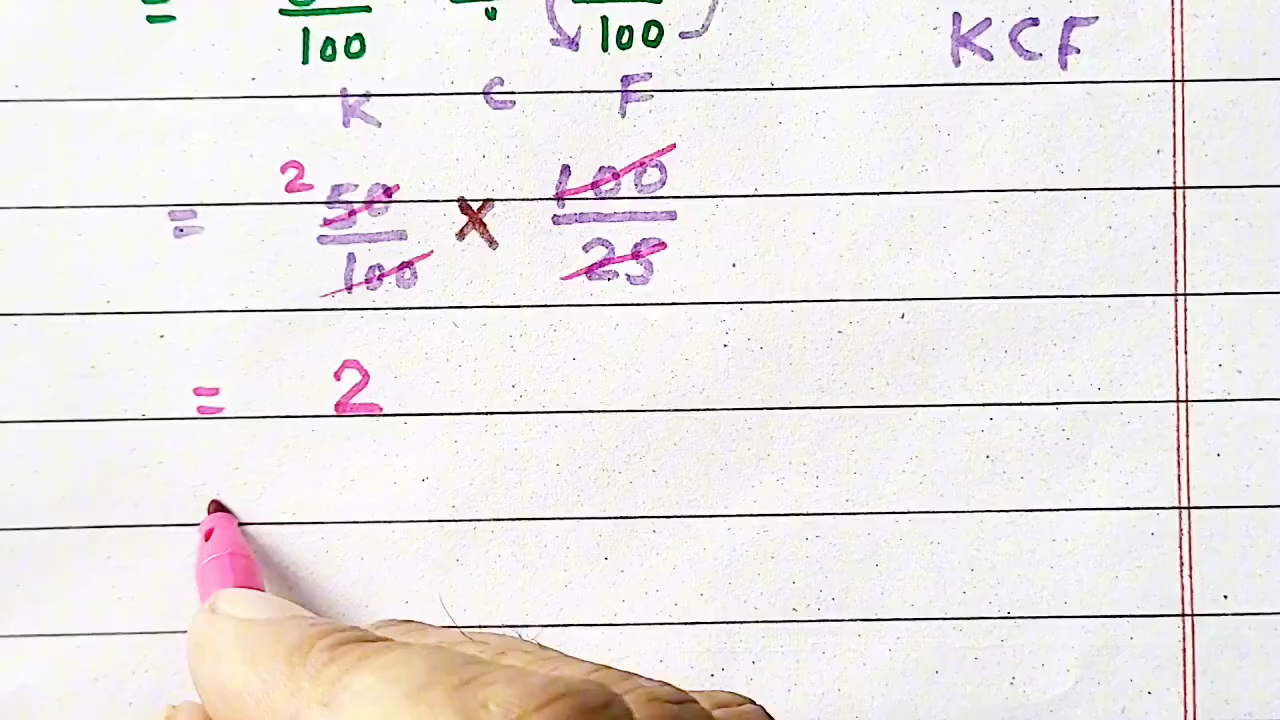 = 100 100 KCF
K C F
= 2 50/100 × 100/25
= 2